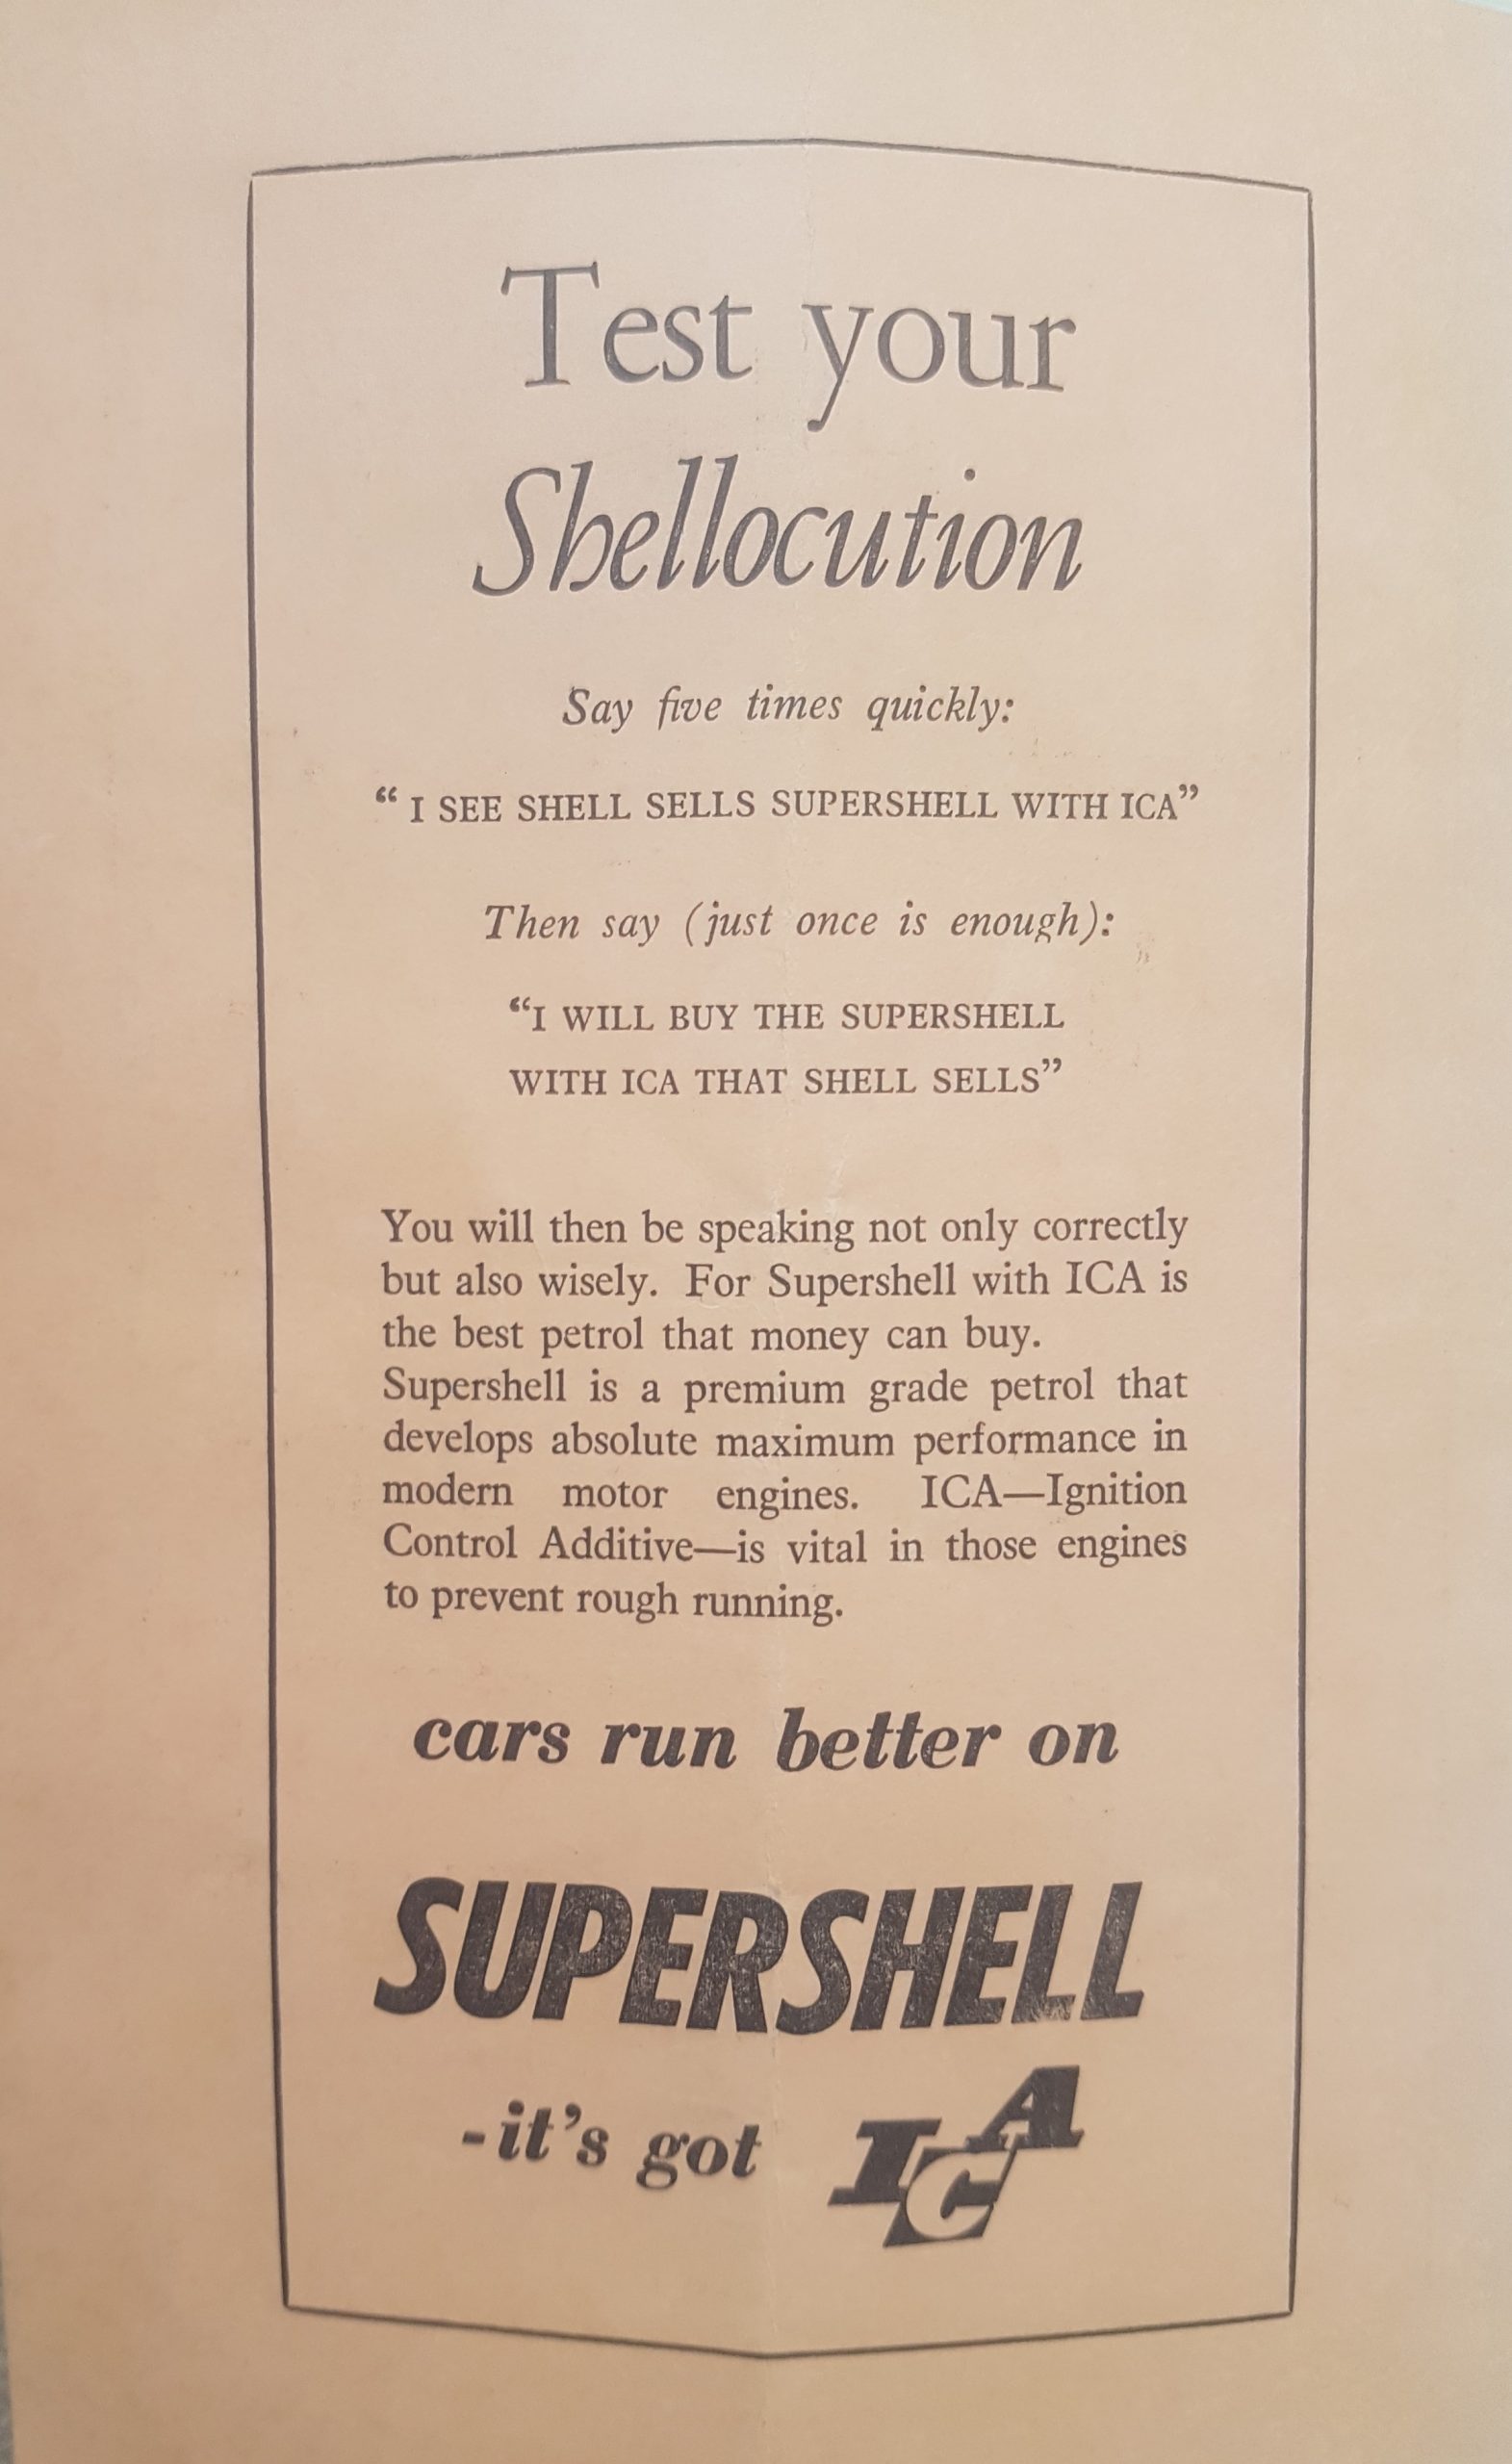 Test your
Shellocution
Say five times quickly:
“ I SEE SHELL SELLS SUPERSHELL WITH ICA”
Then say (just once is enough):
“I WILL BUY THE SUPERSHELL
WITH ICA THAT SHELL SELLS”
You will then be speaking not only correctly
but also wisely. For Supershell with ICA is
the best petrol that money can buy.
Supershell is a premium grade petrol that
develops absolute maximum performance in
modern motor engines. ICA—Ignition
Control Additive—is vital in those engines
to prevent rough running.
cars run better on
SUPERSHELL
-it’s got ICA